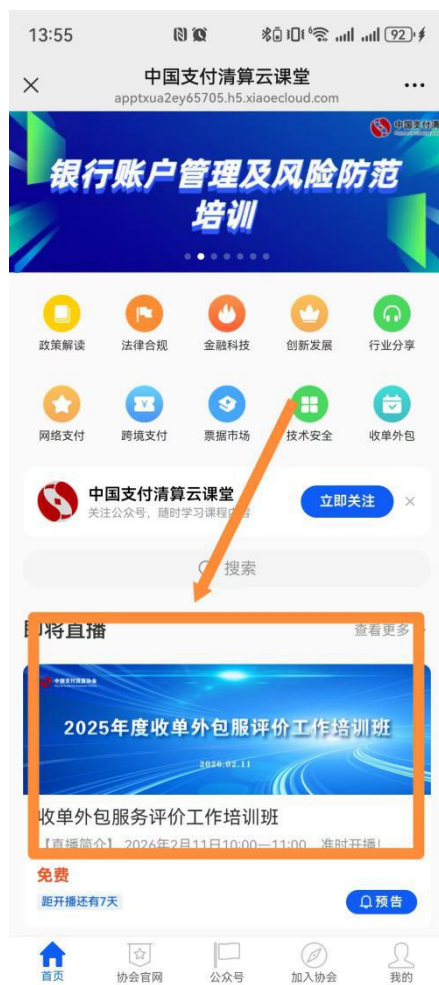 13:55
92
中国支付清算云课堂
apptxua2ey65705.h5.xiaoecloud.com
银行账户管理及风险防范
培训
政策解读 法律合规 金融科技 创新发展 行业分享
网络支付 跨境支付 票据市场 技术安全 收单外包
中国支付清算云课堂
关注公众号，随时学习课程内容
立即关注
搜索
即将直播
查看更多
中国支付清算协会
2025年度收单外包服评价工作培训班
2026.02.11
收单外包服务评价工作培训班
【直播简介】 2026年2月11日10:00—11:00，准时开播！
免费
距开播还有7天
预告
首页 协会官网 公众号 加入协会 我的